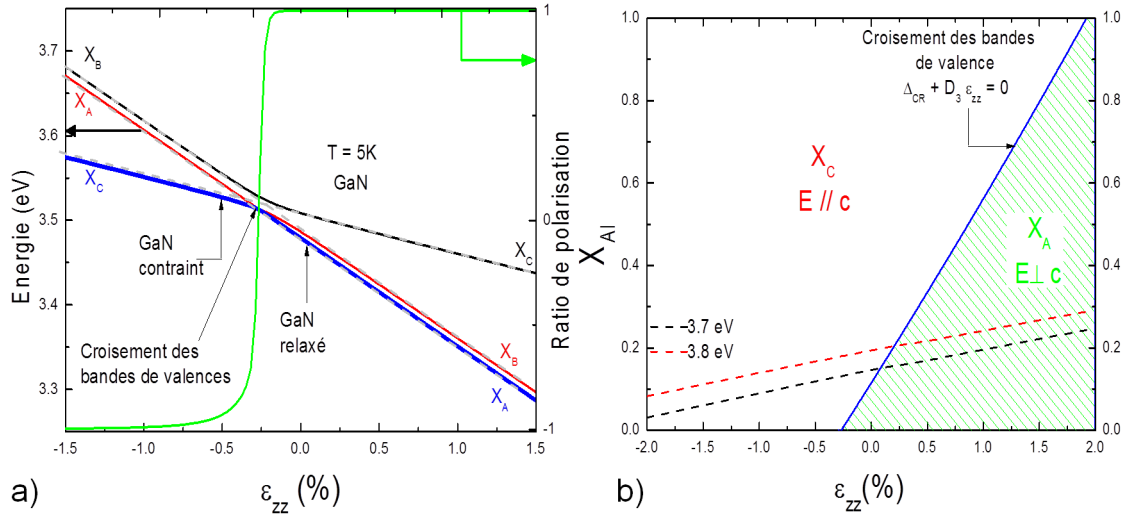 3.7
3.6
3.5
3.4
3.3
Energie (eV)
X_B
X_A
X_C
T = 5K
GaN
GaN
contraint
GaN
relaxé
Croisement des
bandes de valences
X_C
X_B
X_A
1
0
-1
Ratio de polarisation
-1.5 -1.0 -0.5 0.0 0.5 1.0 1.5
ε_zz (%)
a)
1.0
0.8
0.6
0.4
0.2
0.0
X_Al
Croisement des bandes
de valence
Δ_CR + D_3 ε_zz = 0
X_C
E // c
X_A
E⊥ c
3.7 eV
3.8 eV
1.0
0.8
0.6
0.4
0.2
0.0
-2.0 -1.5 -1.0 -0.5 0.0 0.5 1.0 1.5 2.0
ε_zz (%)
b)